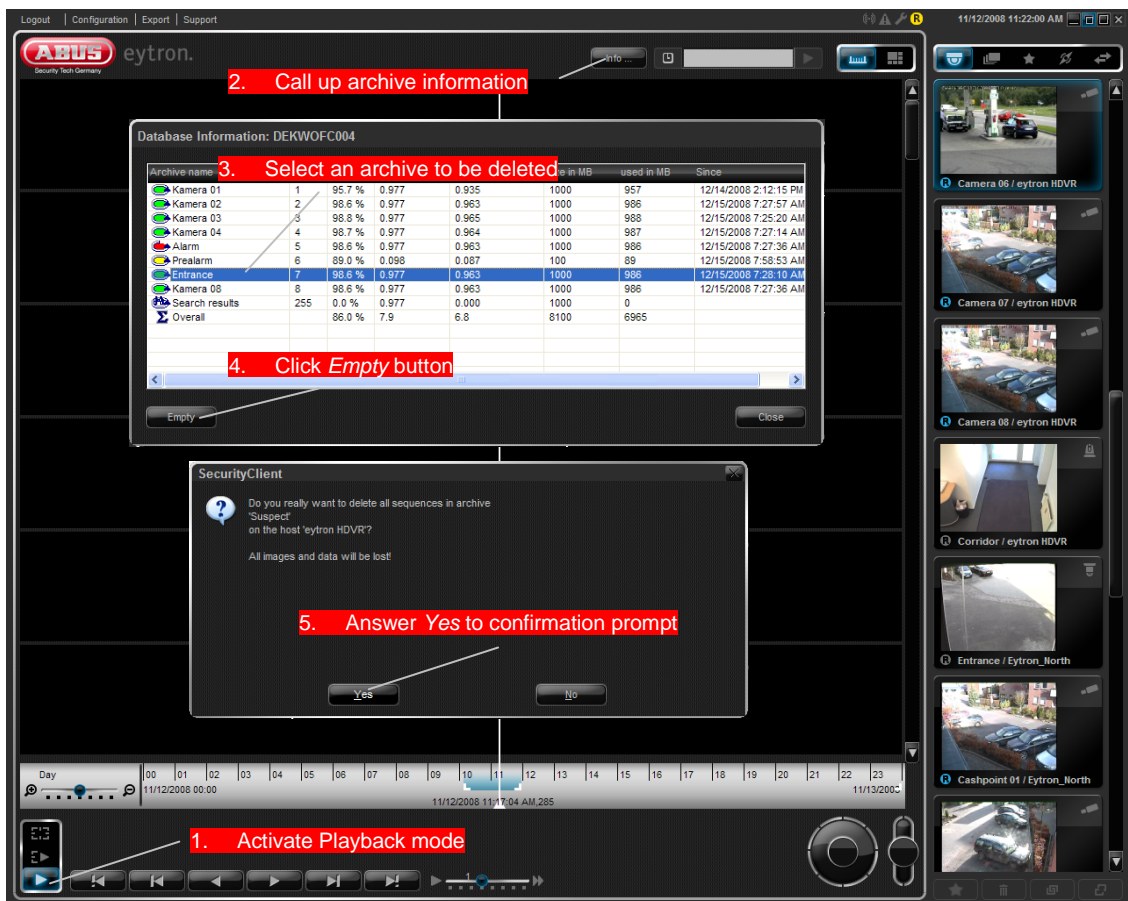 Logout | Configuration | Export | Support
R
11/12/2008 11:22:00 AM
ABUS eytron.
Security Tech Germany
Info ...
2. Call up archive information
Database Information: DEKWOFC004
3. Select an archive to be deleted
Archive name in MB used in MB Since
Kamera 01 1 95.7 % 0.977 0.935 1000 957 12/14/2008 2:12:15 PM
Kamera 02 2 98.6 % 0.977 0.963 1000 986 12/15/2008 7:27:57 AM
Kamera 03 3 98.8 % 0.977 0.965 1000 988 12/15/2008 7:25:20 AM
Kamera 04 4 98.7 % 0.977 0.964 1000 987 12/15/2008 7:27:14 AM
Alarm 5 98.6 % 0.977 0.963 1000 986 12/15/2008 7:27:36 AM
Prealarm 6 89.0 % 0.098 0.087 100 89 12/15/2008 7:58:53 AM
Entrance 7 98.6 % 0.977 0.963 1000 986 12/15/2008 7:28:10 AM
Kamera 08 8 98.6 % 0.977 0.963 1000 986 12/15/2008 7:27:36 AM
Search results 255 0.0 % 0.977 0.000 1000 0
Σ Overall 86.0 % 7.9 6.8 8100 6965
4. Click Empty button
Empty
Close
SecurityClient
Do you really want to delete all sequences in archive
'Suspect'
on the host 'eytron HDVR'?
All images and data will be lost!
5. Answer Yes to confirmation prompt
Yes
No
Day
00 01 02 03 04 05 06 07 08 09 10 11 12 13 14 15 16 17 18 19 20 21 22 23
11/12/2008 00:00
11/12/2008 11:17:04 AM,285
1. Activate Playback mode
1
Camera 06 / eytron HDVR
Camera 07 / eytron HDVR
Camera 08 / eytron HDVR
Corridor / eytron HDVR
Entrance / Eytron_North
Cashpoint 01 / Eytron_North